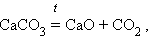 t
CaCO₃ = CaO + CO₂ ,